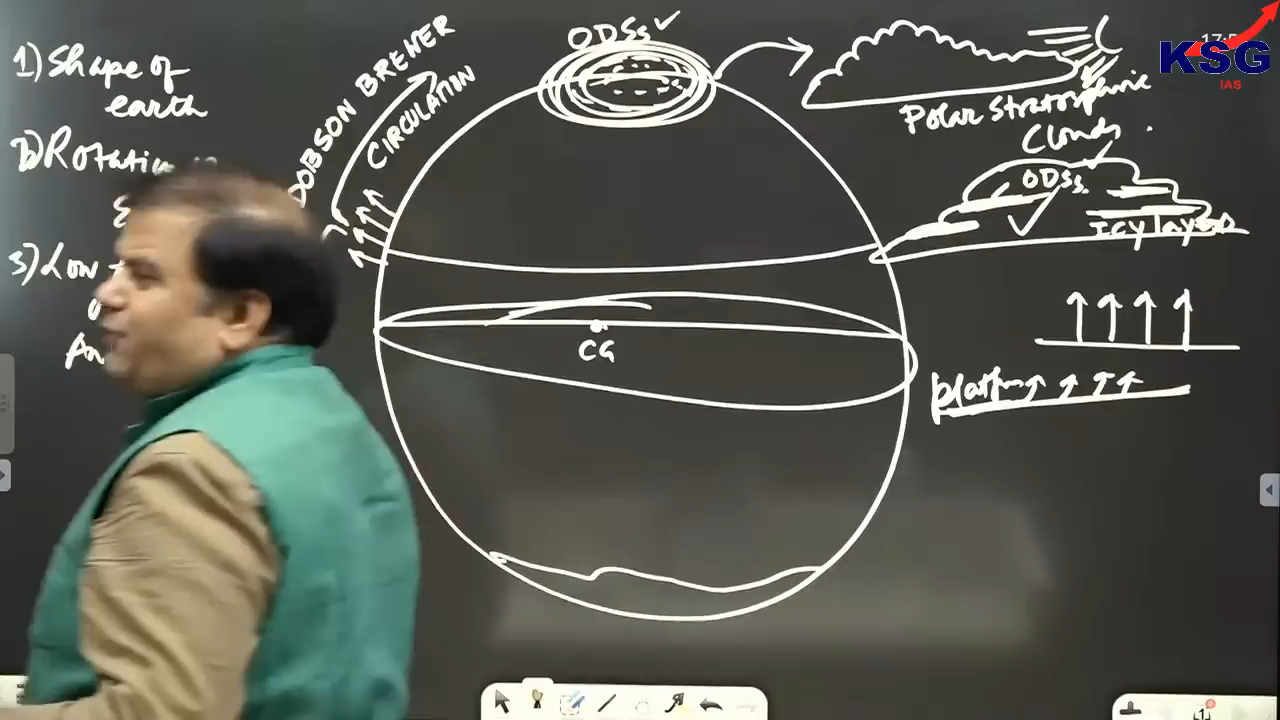 1) Shape of
earth
2) Rotation
3) Low
DOBSON BREWER
CIRCULATION
ODSs ✓
Polar Stratospheric
Clouds.
ODSs
Icy layers
CG
KSG
IAS